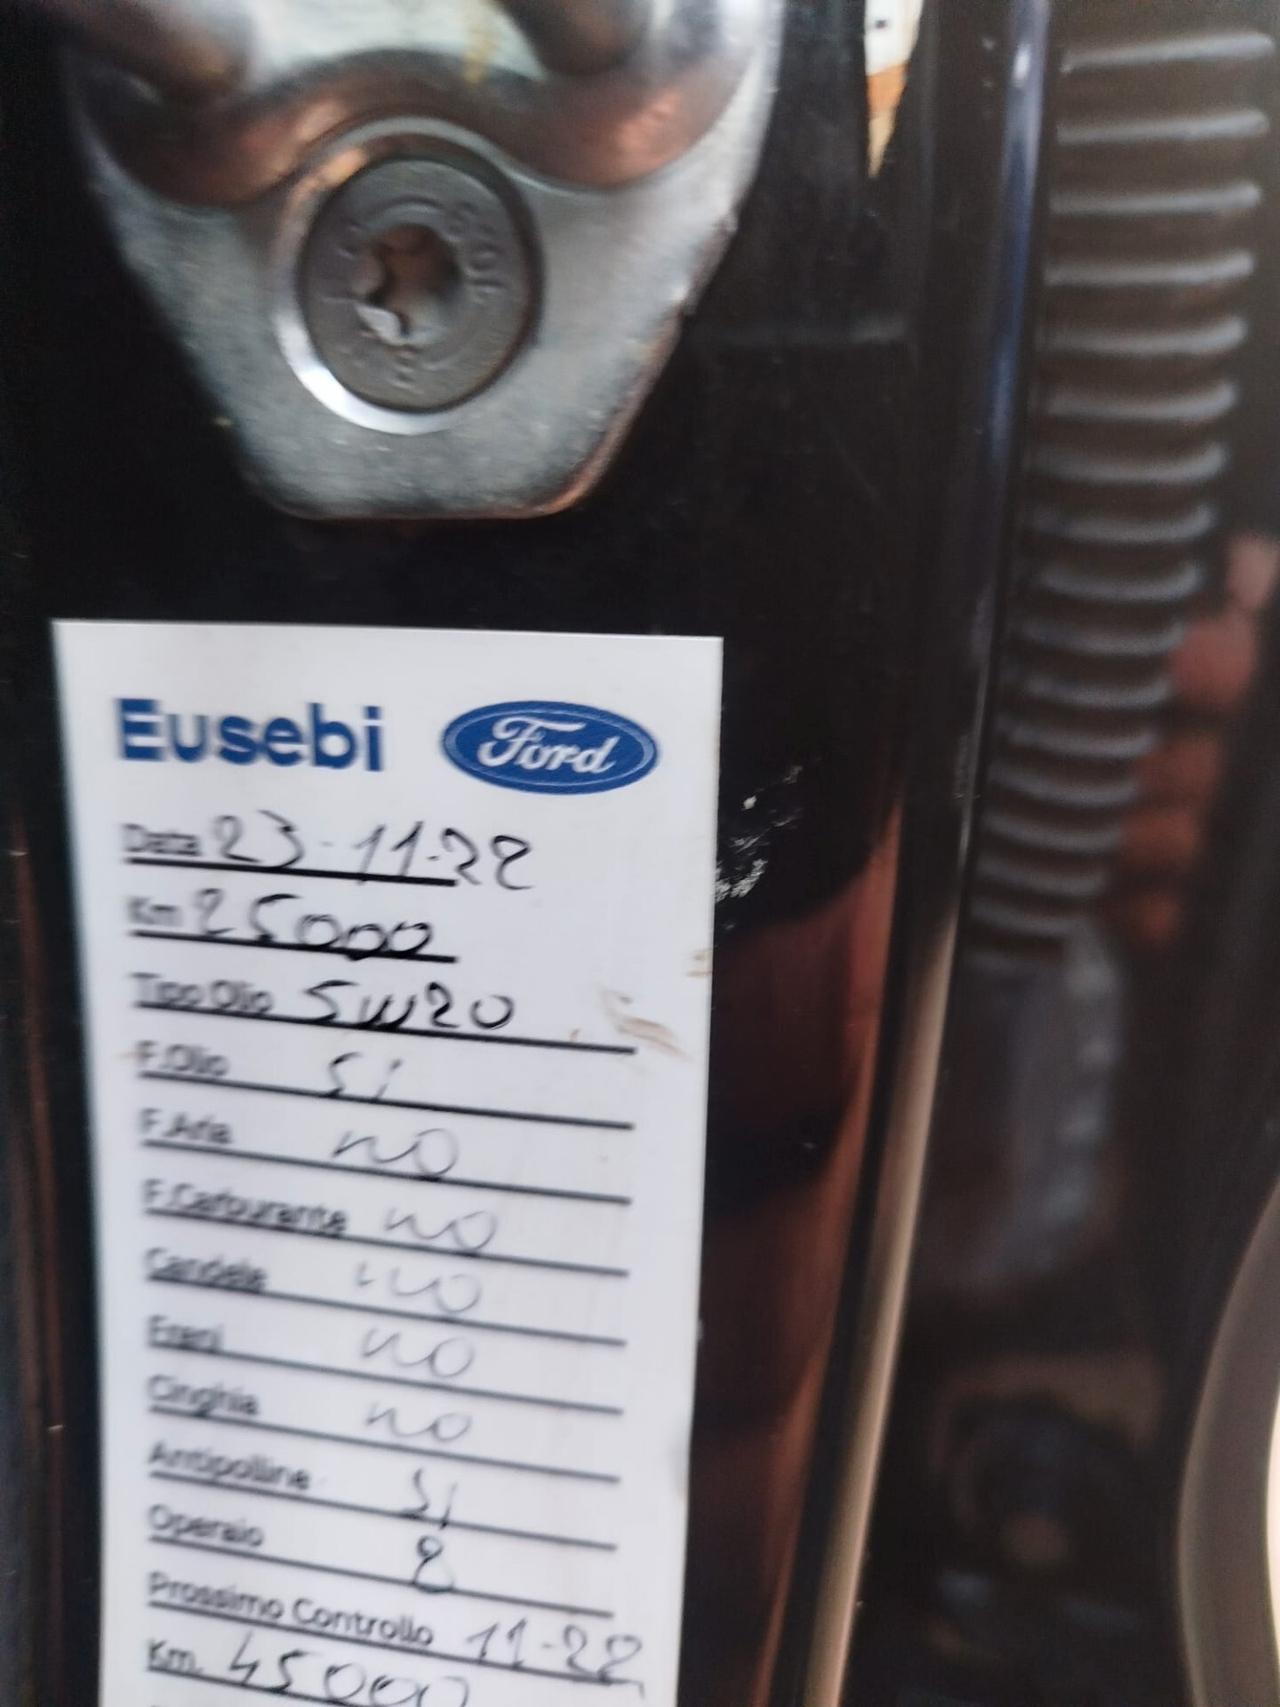 Eusebi Ford
Data 23-11-22
Km 25000
Tipo Olio 5W20
F.Olio Si
F.Aria no
F.Carburante no
Candele no
Freni no
Cinghia no
Antipolline Si
Operaio 8
Prossimo Controllo 11-22
Km. 45000